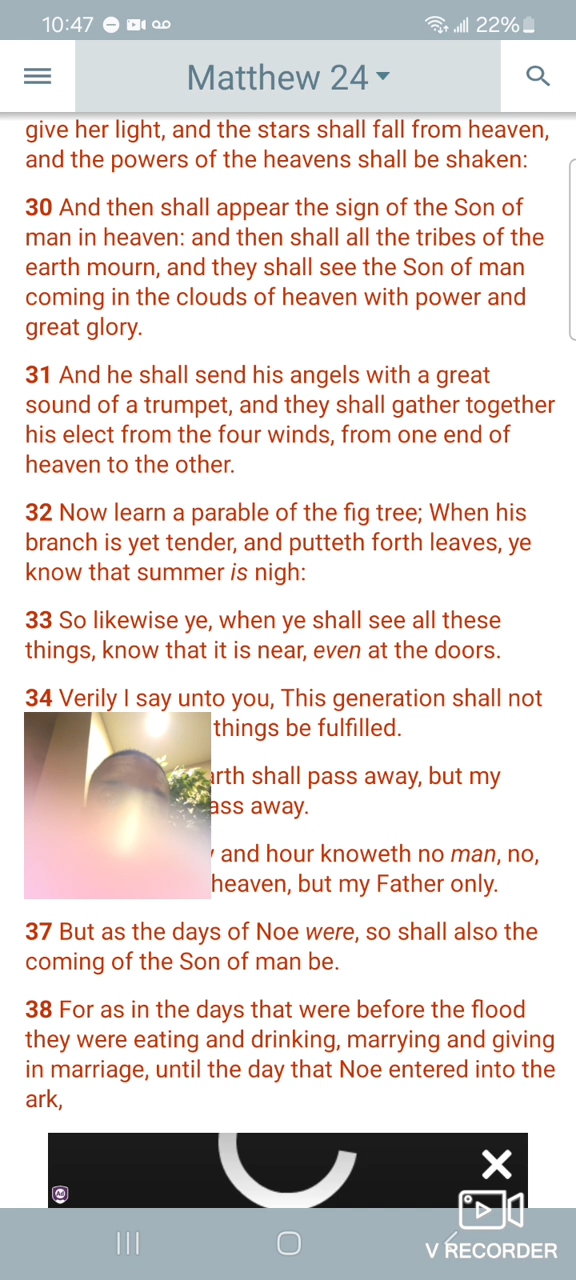 10:47
22%
Matthew 24
give her light, and the stars shall fall from heaven,
and the powers of the heavens shall be shaken:
30 And then shall appear the sign of the Son of
man in heaven: and then shall all the tribes of the
earth mourn, and they shall see the Son of man
coming in the clouds of heaven with power and
great glory.
31 And he shall send his angels with a great
sound of a trumpet, and they shall gather together
his elect from the four winds, from one end of
heaven to the other.
32 Now learn a parable of the fig tree; When his
branch is yet tender, and putteth forth leaves, ye
know that summer is nigh:
33 So likewise ye, when ye shall see all these
things, know that it is near, even at the doors.
34 Verily I say unto you, This generation shall not
things be fulfilled.
arth shall pass away, but my
ass away.
and hour knoweth no man, no,
heaven, but my Father only.
37 But as the days of Noe were, so shall also the
coming of the Son of man be.
38 For as in the days that were before the flood
they were eating and drinking, marrying and giving
in marriage, until the day that Noe entered into the
ark,
Ad
V RECORDER